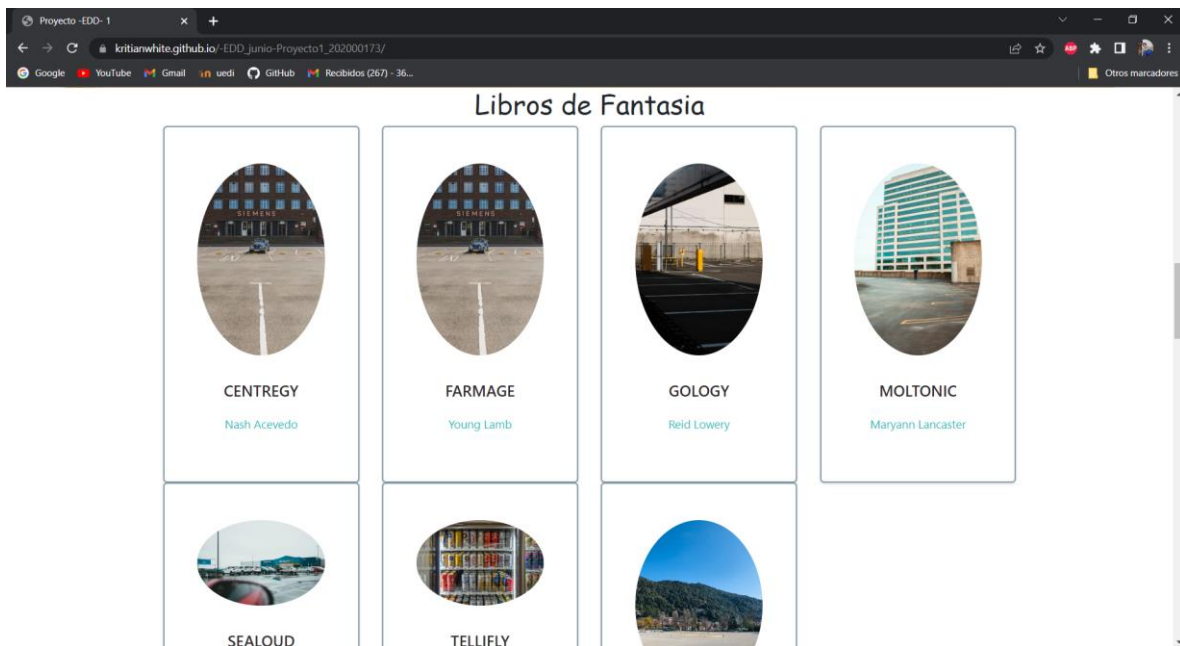 Proyecto -EDD- 1
kritianwhite.github.io/-EDD_junio-Proyecto1_202000173/
ABP
Google YouTube Gmail uedi GitHub Recibidos (267) - 36... Otros marcadores
Libros de Fantasia
SIEMENS SIEMENS
CENTREGY FARMAGE GOLOGY MOLTONIC
Nash Acevedo Young Lamb Reid Lowery Maryann Lancaster
SEALOUD TELLIFLY